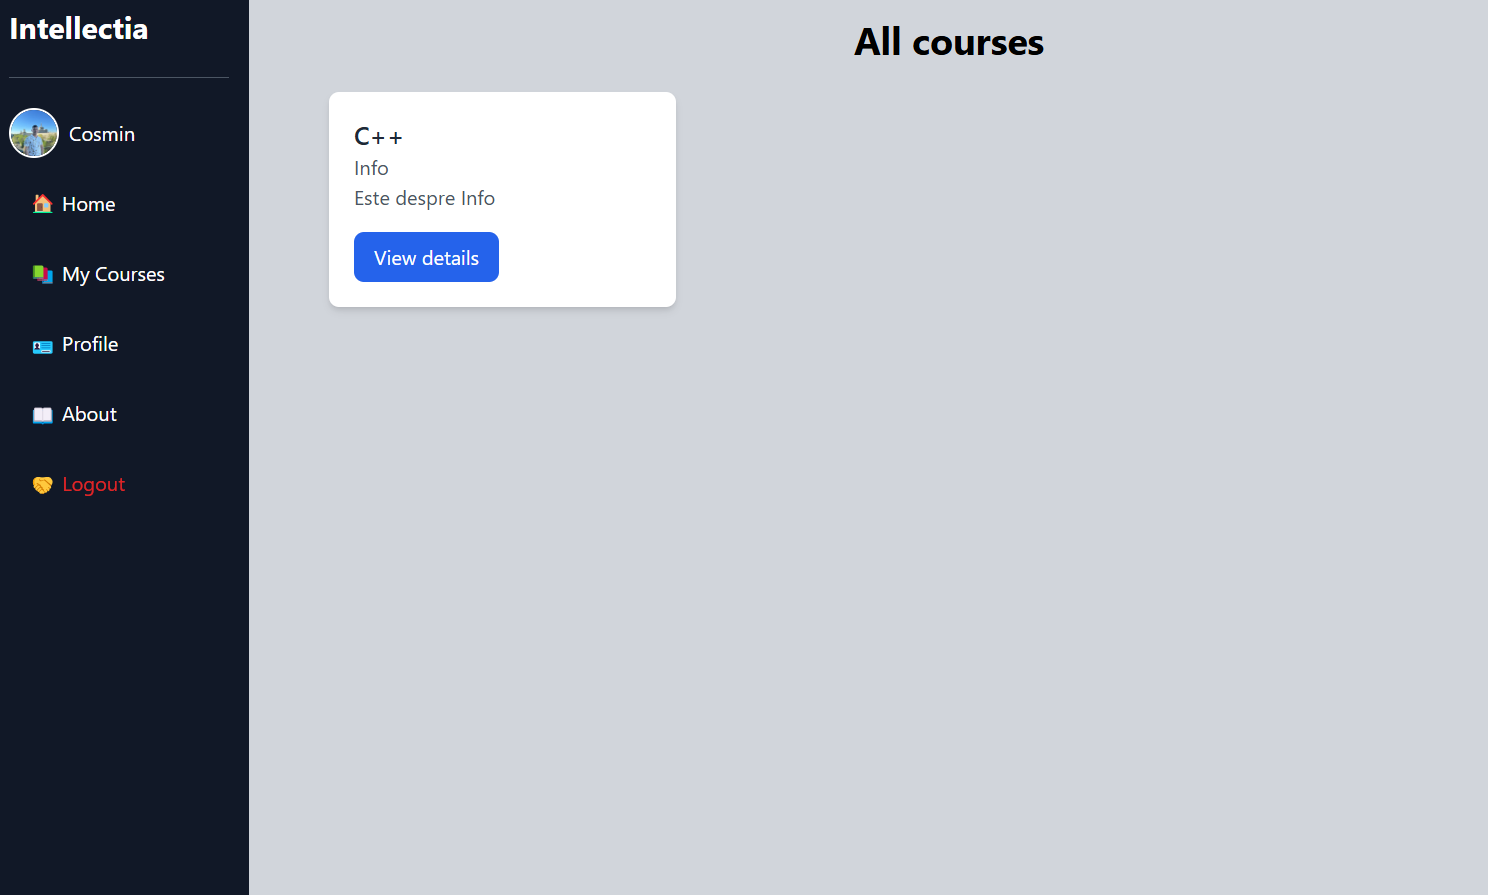 Intellectia
Cosmin
Home
My Courses
Profile
About
Logout
All courses
C++
Info
Este despre Info
View details